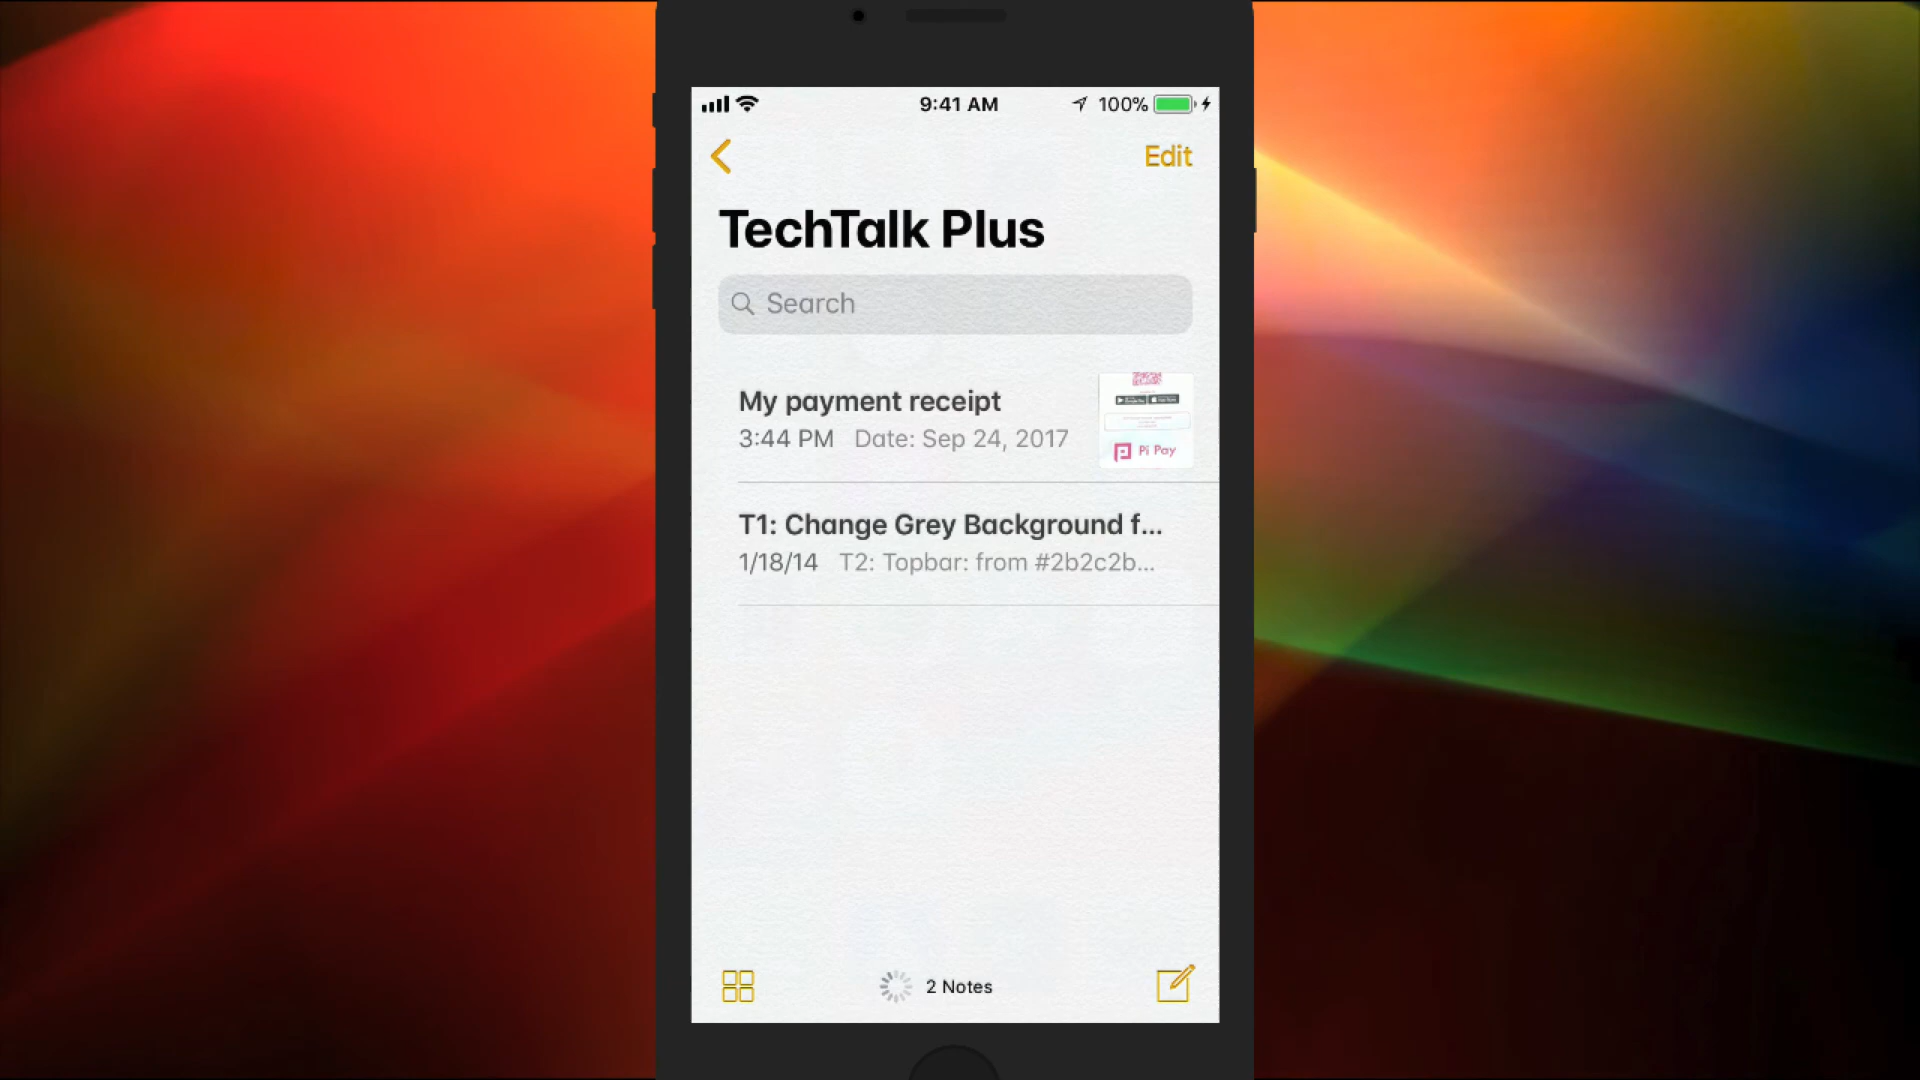 9:41 AM
100%
Edit
TechTalk Plus
Search
My payment receipt
3:44 PM Date: Sep 24, 2017
Pi Pay
T1: Change Grey Background f...
1/18/14 T2: Topbar: from #2b2c2b...
2 Notes